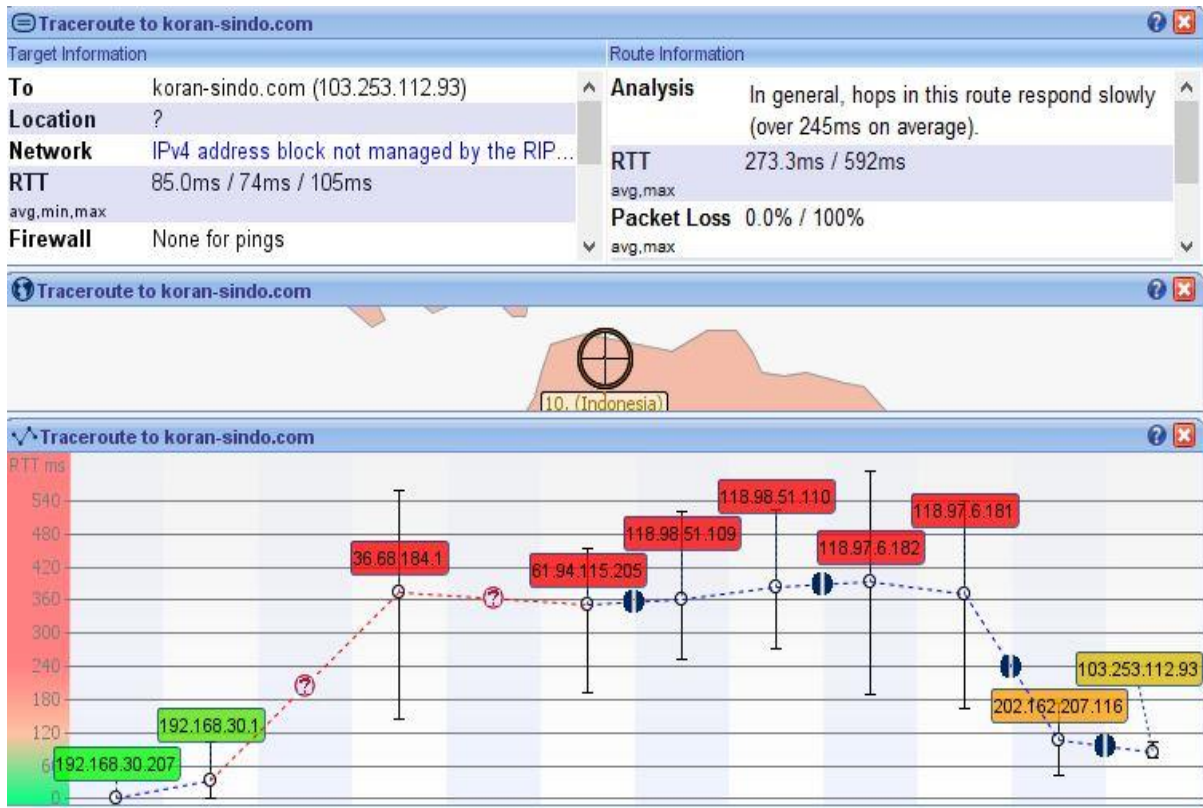 Traceroute to koran-sindo.com
Target Information
To koran-sindo.com (103.253.112.93)
Location ?
Network IPv4 address block not managed by the RIP...
RTT 85.0ms / 74ms / 105ms
avg,min,max
Firewall None for pings
Route Information
Analysis In general, hops in this route respond slowly
(over 245ms on average).
RTT 273.3ms / 592ms
avg,max
Packet Loss 0.0% / 100%
avg,max
Traceroute to koran-sindo.com
10. (Indonesia)
Traceroute to koran-sindo.com
RTT ms
540
480
420
360
300
240
180
120
6
0
192.168.30.207
192.168.30.1
?
36.68.184.1
?
61.94.115.205
118.98.51.109
118.98.51.110
118.97.6.182
118.97.6.181
202.162.207.116
103.253.112.93